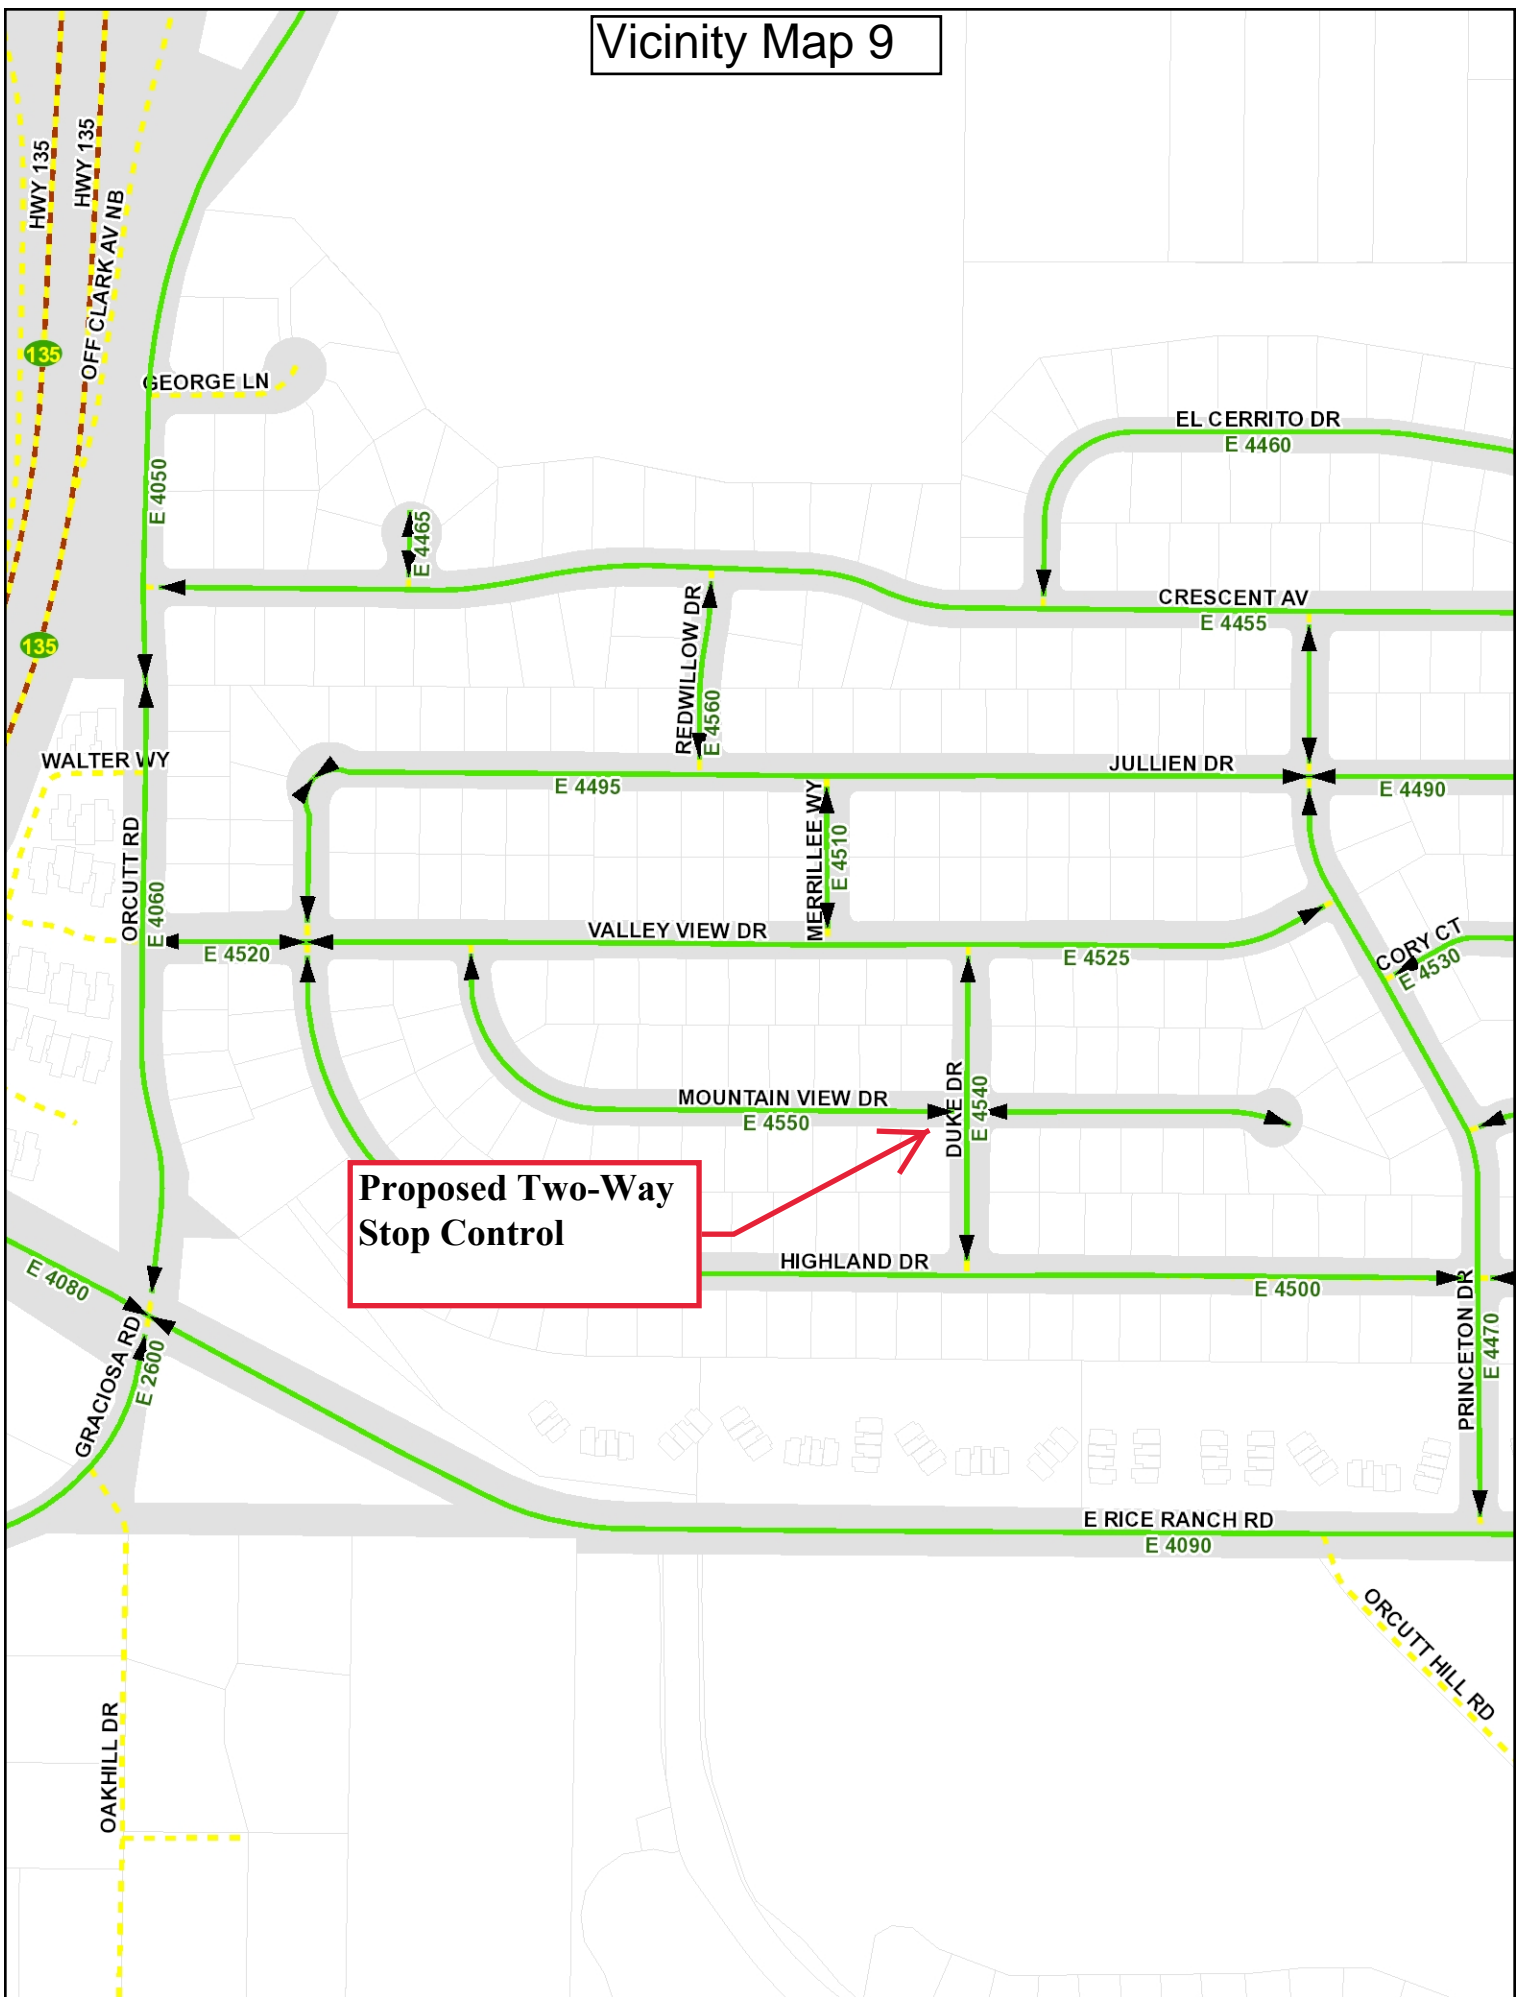 Vicinity Map 9
HWY 135
HWY 135
OFF CLARK AV NB
135
GEORGE LN
EL CERRITO DR
E 4460
E 4050
E 4465
CRESCENT AV
E 4455
REDWILLOW DR
E 4560
135
WALTER WY
JULLIEN DR
E 4495
E 4490
MERRILLEE WY
E 4510
ORCUTT RD
E 4060
VALLEY VIEW DR
E 4520
E 4525
CORY CT
E 4530
MOUNTAIN VIEW DR
E 4550
DUKE DR
E 4540
Proposed Two-Way
Stop Control
HIGHLAND DR
E 4500
E 4080
GRACIOSA RD
E 2600
PRINCETON DR
E 4470
E RICE RANCH RD
E 4090
ORCUTT HILL RD
OAKHILL DR